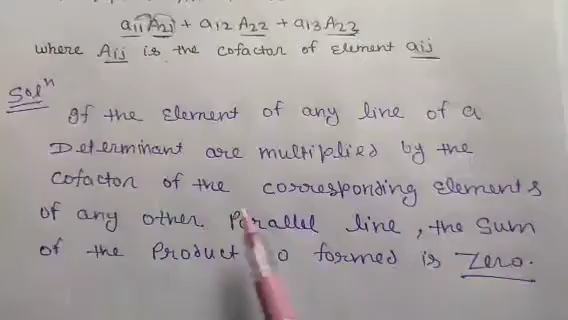 a11 A21 + a12 A22 + a13 A23
where Aij is the cofactor of element aij
Solⁿ
If the Element of any line of a
Determinant are multiplied by the
cofactor of the corresponding Elements
of any other Parallel line, the Sum
of the Product o formed is Zero.